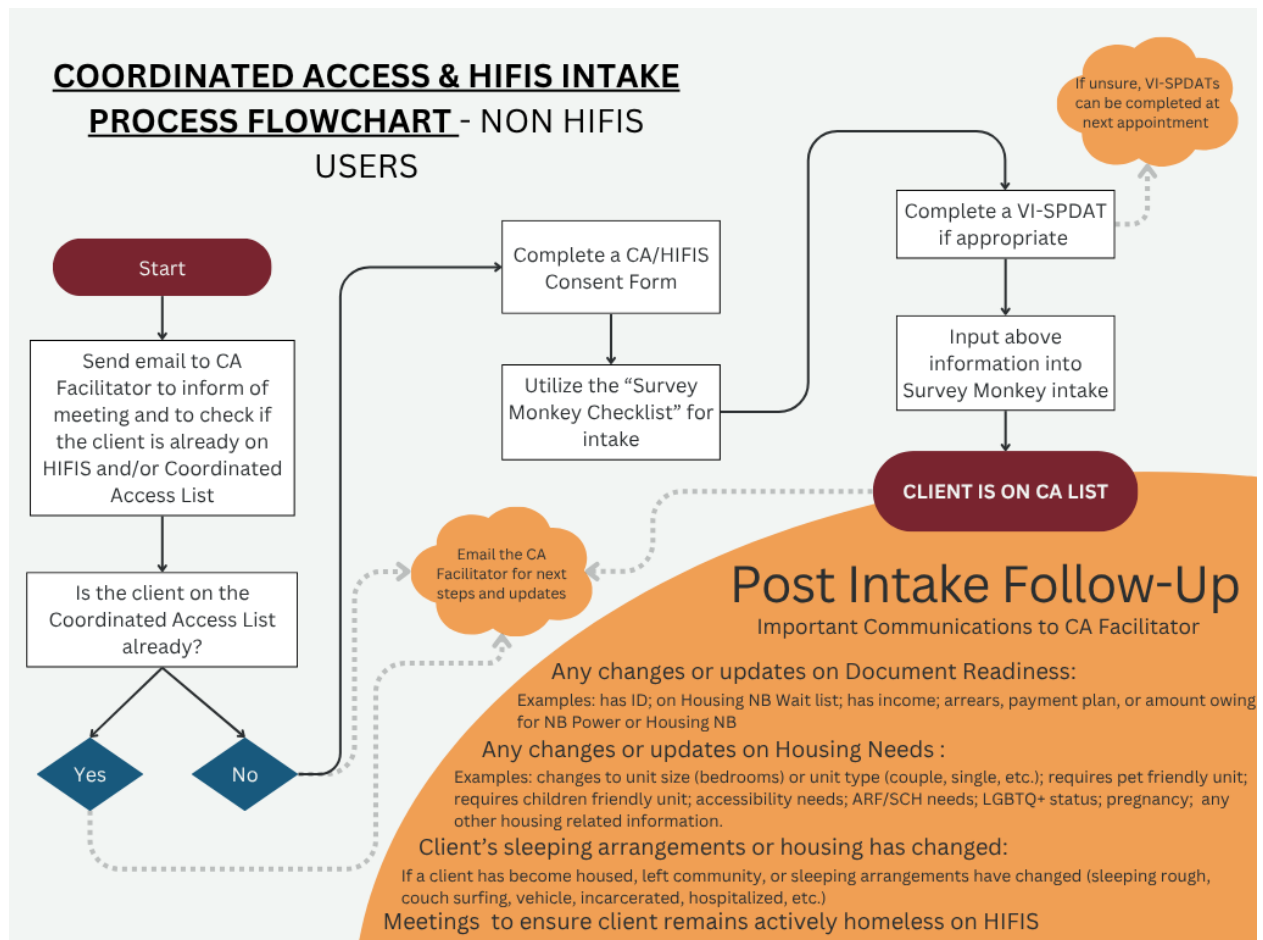 COORDINATED ACCESS & HIFIS INTAKE
PROCESS FLOWCHART - NON HIFIS
USERS
If unsure, VI-SPDATs
can be completed at
next appointment
Start
Send email to CA
Facilitator to inform of
meeting and to check if
the client is already on
HIFIS and/or Coordinated
Access List
Is the client on the
Coordinated Access List
already?
Yes
No
Complete a CA/HIFIS
Consent Form
Utilize the “Survey
Monkey Checklist” for
intake
Complete a VI-SPDAT
if appropriate
Input above
information into
Survey Monkey intake
CLIENT IS ON CA LIST
Email the CA
Facilitator for next
steps and updates
Post Intake Follow-Up
Important Communications to CA Facilitator
Any changes or updates on Document Readiness:
Examples: has ID; on Housing NB Wait list; has income; arrears, payment plan, or amount owing
for NB Power or Housing NB
Any changes or updates on Housing Needs :
Examples: changes to unit size (bedrooms) or unit type (couple, single, etc.); requires pet friendly unit;
requires children friendly unit; accessibility needs; ARF/SCH needs; LGBTQ+ status; pregnancy; any
other housing related information.
Client’s sleeping arrangements or housing has changed:
If a client has become housed, left community, or sleeping arrangements have changed (sleeping rough,
couch surfing, vehicle, incarcerated, hospitalized, etc.)
Meetings to ensure client remains actively homeless on HIFIS